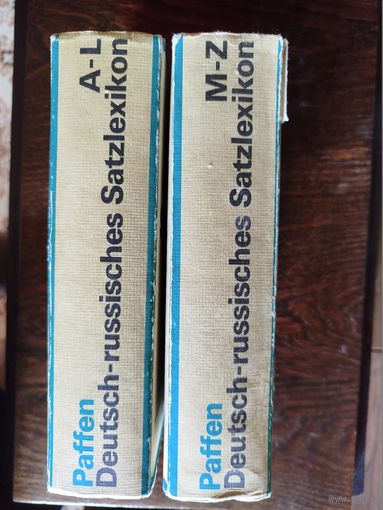 Paffen
Deutsch-russisches Satzlexikon
A-L
Paffen
Deutsch-russisches Satzlexikon
M-Z